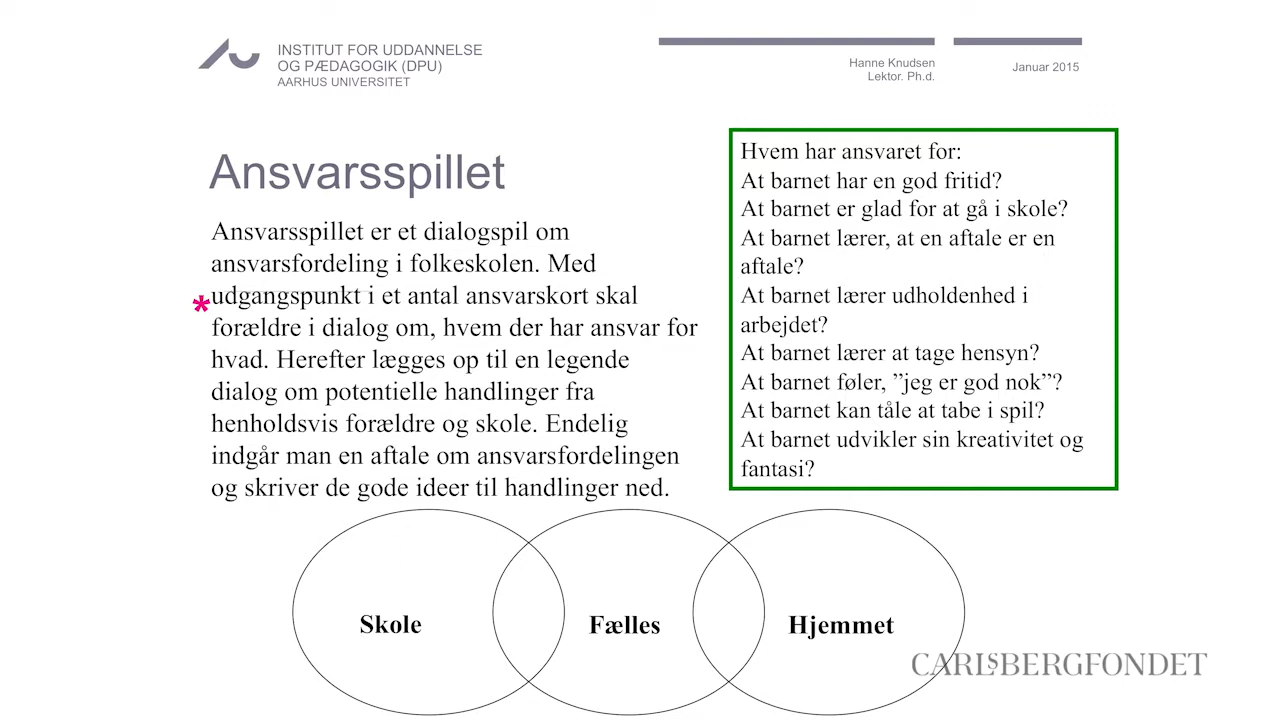 INSTITUT FOR UDDANNELSE
OG PÆDAGOGIK (DPU)
AARHUS UNIVERSITET
Hanne Knudsen
Lektor. Ph.d.
Januar 2015
Ansvarsspillet
Ansvarsspillet er et dialogspil om
ansvarsfordeling i folkeskolen. Med
*udgangspunkt i et antal ansvarskort skal
forældre i dialog om, hvem der har ansvar for
hvad. Herefter lægges op til en legende
dialog om potentielle handlinger fra
henholdsvis forældre og skole. Endelig
indgår man en aftale om ansvarsfordelingen
og skriver de gode ideer til handlinger ned.
Hvem har ansvaret for:
At barnet har en god fritid?
At barnet er glad for at gå i skole?
At barnet lærer, at en aftale er en
aftale?
At barnet lærer udholdenhed i
arbejdet?
At barnet lærer at tage hensyn?
At barnet føler, ”jeg er god nok”?
At barnet kan tåle at tabe i spil?
At barnet udvikler sin kreativitet og
fantasi?
Skole
Fælles
Hjemmet
CARLSBERGFONDET